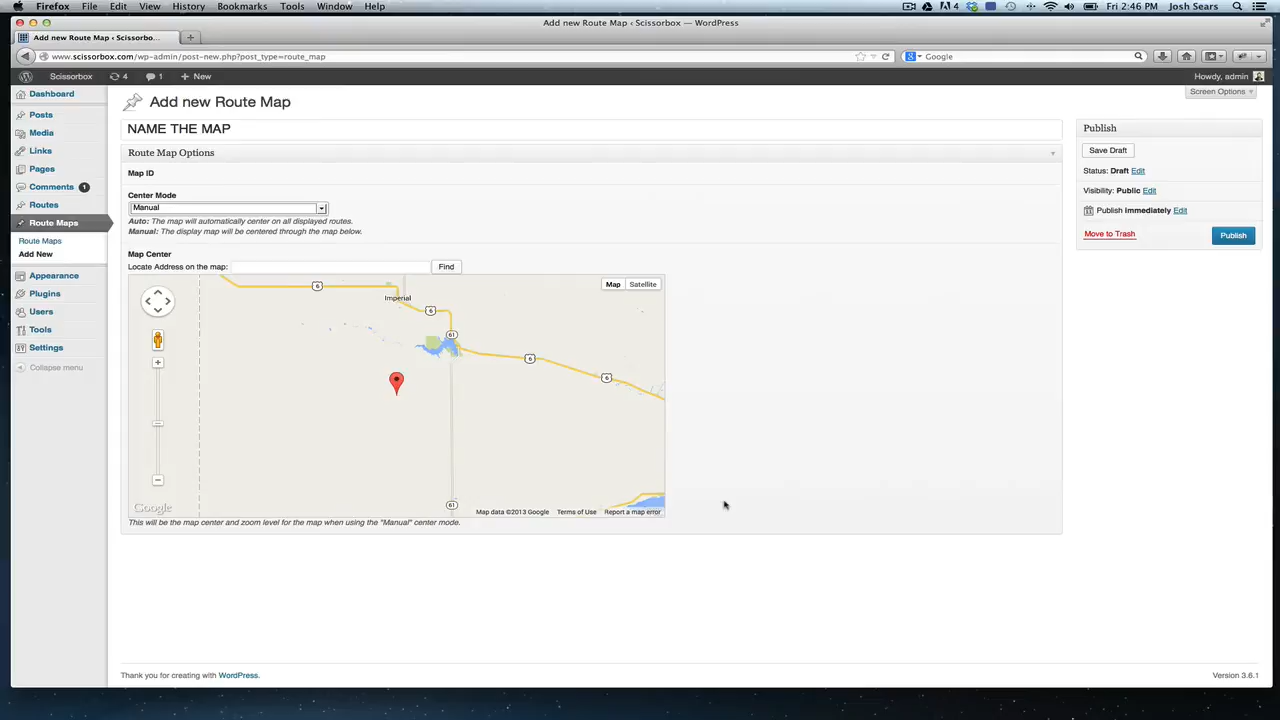 Firefox File Edit View History Bookmarks Tools Window Help 4 Fri 2:46 PM Josh Sears
Add new Route Map ‹ Scissorbox — WordPress
Add new Route Map ‹ Scissorbo... +
www.scissorbox.com/wp-admin/post-new.php?post_type=route_map Google
Scissorbox 4 1 + New Howdy, admin
Screen Options
Dashboard
Posts
Media
Links
Pages
Comments 1
Routes
Route Maps
Route Maps
Add New
Appearance
Plugins
Users
Tools
Settings
Collapse menu
Add new Route Map
NAME THE MAP
Route Map Options
Map ID
Center Mode
Manual
Auto: The map will automatically center on all displayed routes.
Manual: The display map will be centered through the map below.
Map Center
Locate Address on the map: Find
Map Satellite
6
Imperial
6
61
6
6
61
Google
Map data ©2013 Google Terms of Use Report a map error
This will be the map center and zoom level for the map when using the "Manual" center mode.
Publish
Save Draft
Status: Draft Edit
Visibility: Public Edit
Publish Immediately Edit
Move to Trash Publish
Thank you for creating with WordPress. Version 3.6.1